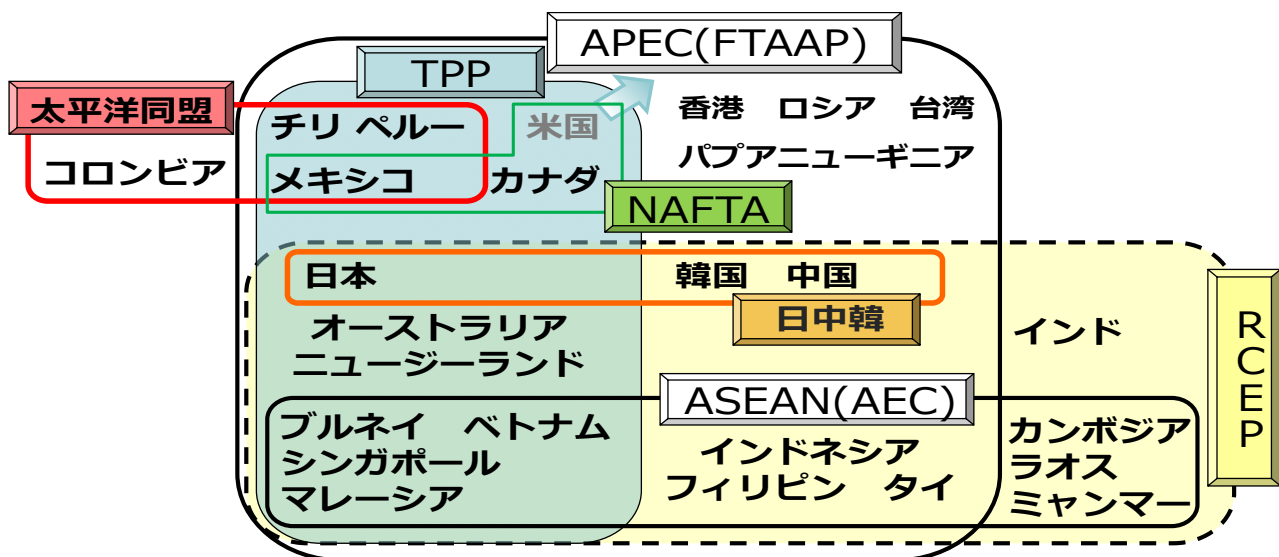 APEC(FTAAP)
TPP
太平洋同盟
チリ ペルー 米国
香港 ロシア 台湾
コロンビア
メキシコ カナダ
パプアニューギニア
NAFTA
日本 韓国 中国
日中韓
オーストラリア
ニュージーランド
インド
RCEP
ASEAN(AEC)
ブルネイ ベトナム
シンガポール
マレーシア
インドネシア
フィリピン タイ
カンボジア
ラオス
ミャンマー